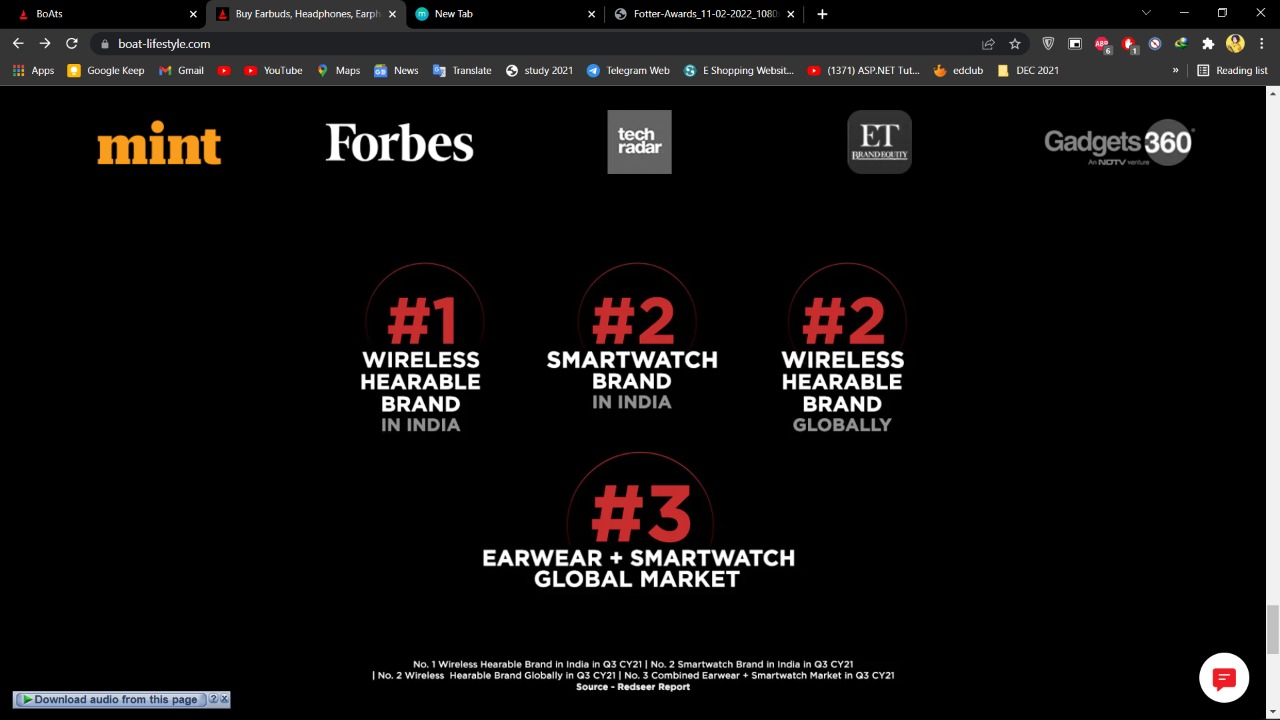 BoAts
Buy Earbuds, Headphones, Earph
New Tab
Fotter-Awards_11-02-2022_1080
boat-lifestyle.com
ABP
6
1
Apps
Google Keep
Gmail
YouTube
Maps
News
Translate
study 2021
Telegram Web
E Shopping Websit...
(1371) ASP.NET Tut...
edclub
DEC 2021
»
Reading list
mint
Forbes
tech
radar
ET
BRAND EQUITY
Gadgets 360
An NDTV venture
#1
WIRELESS
HEARABLE
BRAND
IN INDIA
#2
SMARTWATCH
BRAND
IN INDIA
#2
WIRELESS
HEARABLE
BRAND
GLOBALLY
#3
EARWEAR + SMARTWATCH
GLOBAL MARKET
No. 1 Wireless Hearable Brand in India in Q3 CY21 | No. 2 Smartwatch Brand in India in Q3 CY21
| No. 2 Wireless Hearable Brand Globally in Q3 CY21 | No. 3 Combined Earwear + Smartwatch Market in Q3 CY21
Source - Redseer Report
Download audio from this page
?